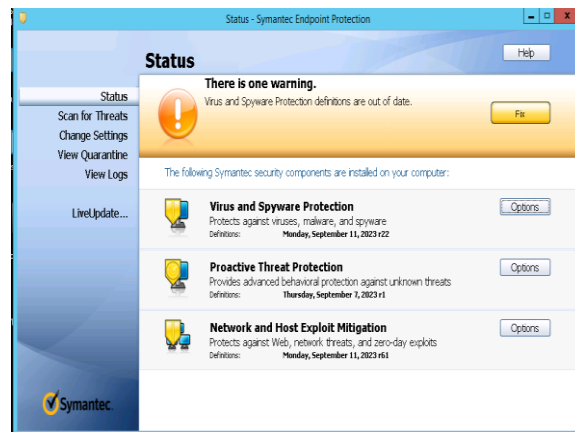 Status - Symantec Endpoint Protection
Status
Help
There is one warning.
Virus and Spyware Protection definitions are out of date.
Fix
Status
Scan for Threats
Change Settings
View Quarantine
View Logs
LiveUpdate...
The following Symantec security components are installed on your computer:
Virus and Spyware Protection
Options
Protects against viruses, malware, and spyware
Definitions: Monday, September 11, 2023 r22
Proactive Threat Protection
Options
Provides advanced behavioral protection against unknown threats
Definitions: Thursday, September 7, 2023 r1
Network and Host Exploit Mitigation
Options
Protects against Web, network threats, and zero-day exploits
Definitions: Monday, September 11, 2023 r61
Symantec.